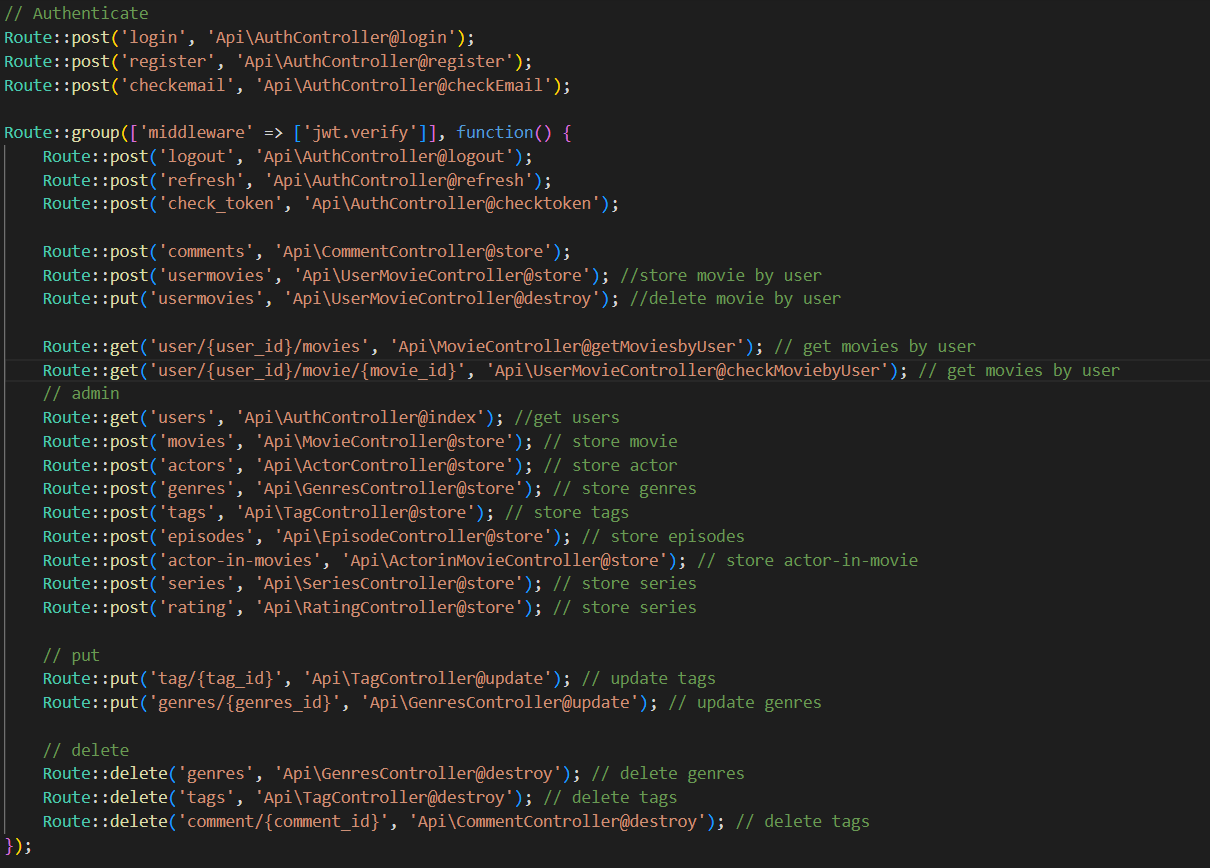 // Authenticate
Route::post('login', 'Api\AuthController@login');
Route::post('register', 'Api\AuthController@register');
Route::post('checkemail', 'Api\AuthController@checkEmail');
Route::group(['middleware' => ['jwt.verify']], function() {
Route::post('logout', 'Api\AuthController@logout');
Route::post('refresh', 'Api\AuthController@refresh');
Route::post('check_token', 'Api\AuthController@checktoken');
Route::post('comments', 'Api\CommentController@store');
Route::post('usermovies', 'Api\UserMovieController@store'); //store movie by user
Route::put('usermovies', 'Api\UserMovieController@destroy'); //delete movie by user
Route::get('user/{user_id}/movies', 'Api\MovieController@getMoviesbyUser'); // get movies by user
Route::get('user/{user_id}/movie/{movie_id}', 'Api\UserMovieController@checkMoviebyUser'); // get movies by user
// admin
Route::get('users', 'Api\AuthController@index'); //get users
Route::post('movies', 'Api\MovieController@store'); // store movie
Route::post('actors', 'Api\ActorController@store'); // store actor
Route::post('genres', 'Api\GenresController@store'); // store genres
Route::post('tags', 'Api\TagController@store'); // store tags
Route::post('episodes', 'Api\EpisodeController@store'); // store episodes
Route::post('actor-in-movies', 'Api\ActorinMovieController@store'); // store actor-in-movie
Route::post('series', 'Api\SeriesController@store'); // store series
Route::post('rating', 'Api\RatingController@store'); // store series
// put
Route::put('tag/{tag_id}', 'Api\TagController@update'); // update tags
Route::put('genres/{genres_id}', 'Api\GenresController@update'); // update genres
// delete
Route::delete('genres', 'Api\GenresController@destroy'); // delete genres
Route::delete('tags', 'Api\TagController@destroy'); // delete tags
Route::delete('comment/{comment_id}', 'Api\CommentController@destroy'); // delete tags
});